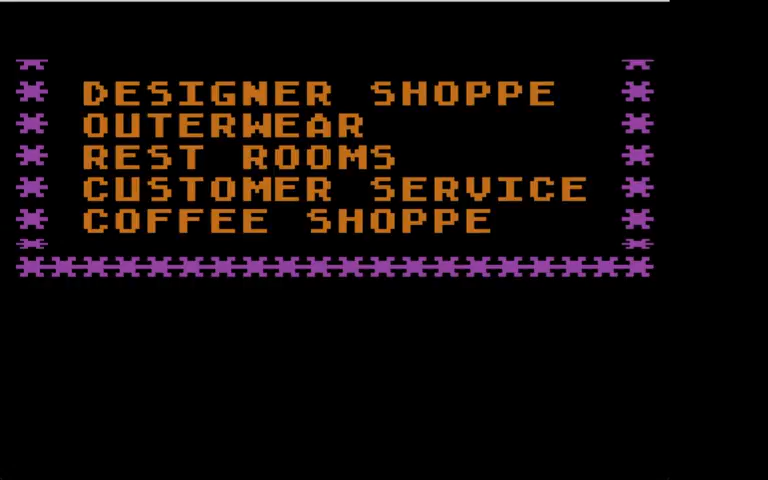 DESIGNER SHOPPE
OUTERWEAR
REST ROOMS
CUSTOMER SERVICE
COFFEE SHOPPE